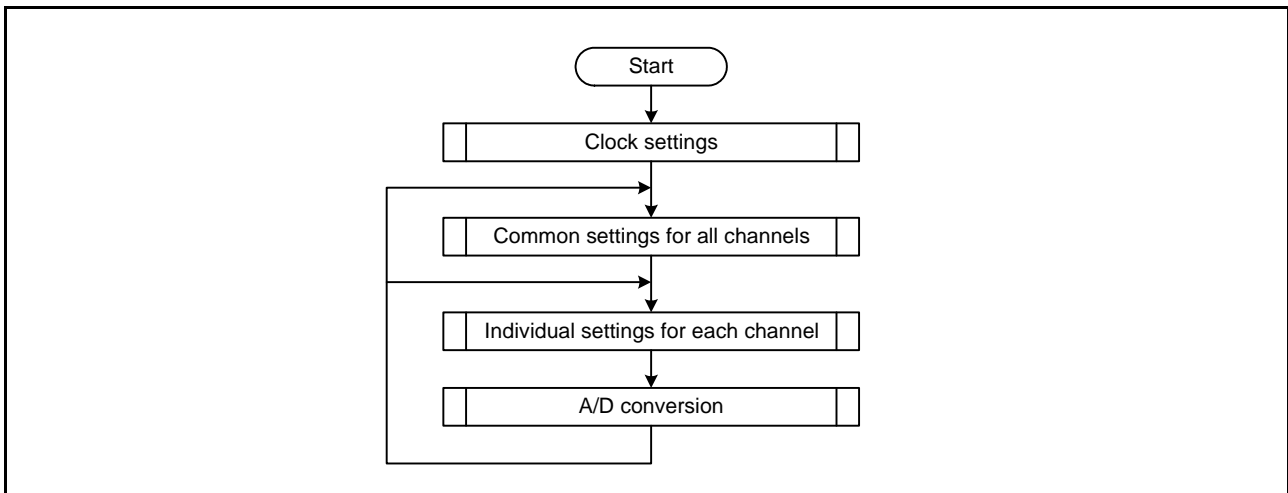 Start
Clock settings
Common settings for all channels
Individual settings for each channel
A/D conversion